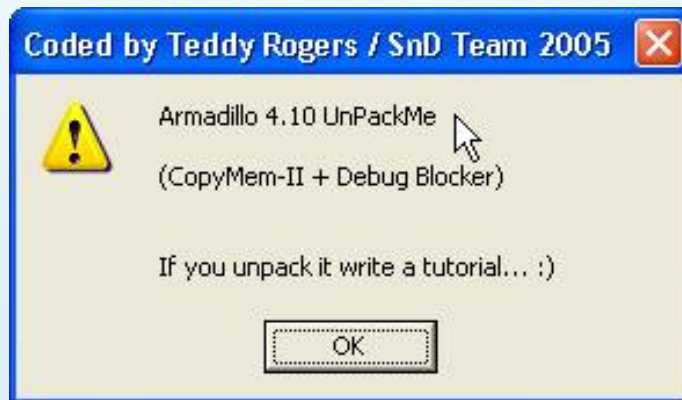 Coded by Teddy Rogers / SnD Team 2005
Armadillo 4.10 UnPackMe
(CopyMem-II + Debug Blocker)
If you unpack it write a tutorial... :)
OK